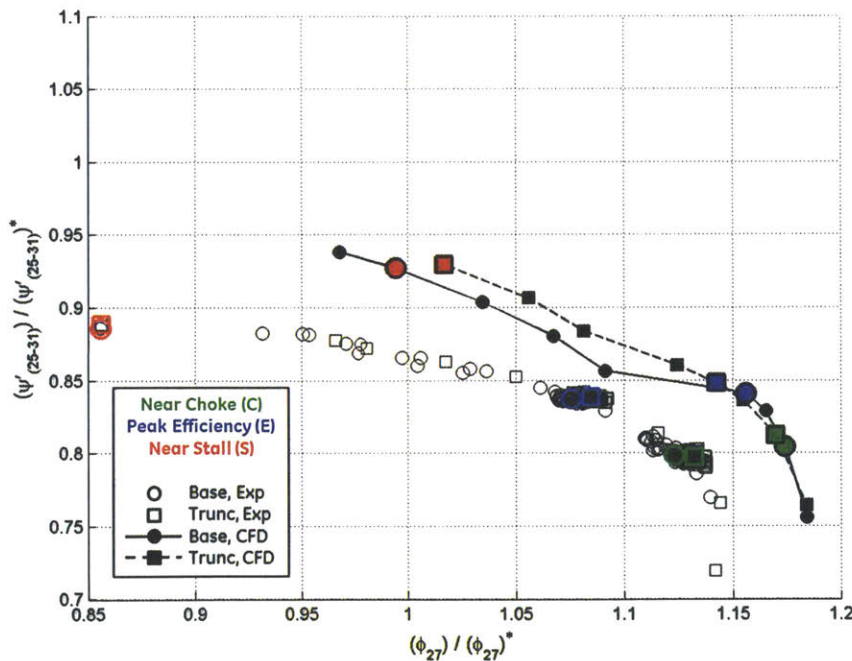 1.1
1.05
1
0.95
0.9
0.85
0.8
0.75
0.7
(ψ'(25-31)) / (ψ'(25-31))*
Near Choke (C)
Peak Efficiency (E)
Near Stall (S)
Base, Exp
Trunc, Exp
Base, CFD
Trunc, CFD
0.85 0.9 0.95 1 1.05 1.1 1.15 1.2
(ϕ27) / (ϕ27)*